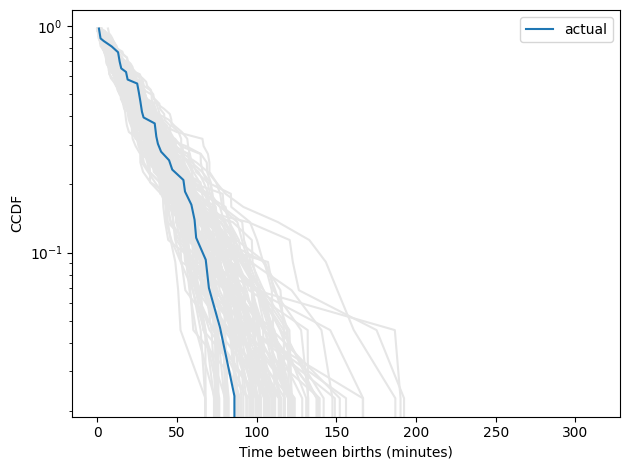 actual
10⁰
10⁻¹
CCDF
0 50 100 150 200 250 300
Time between births (minutes)